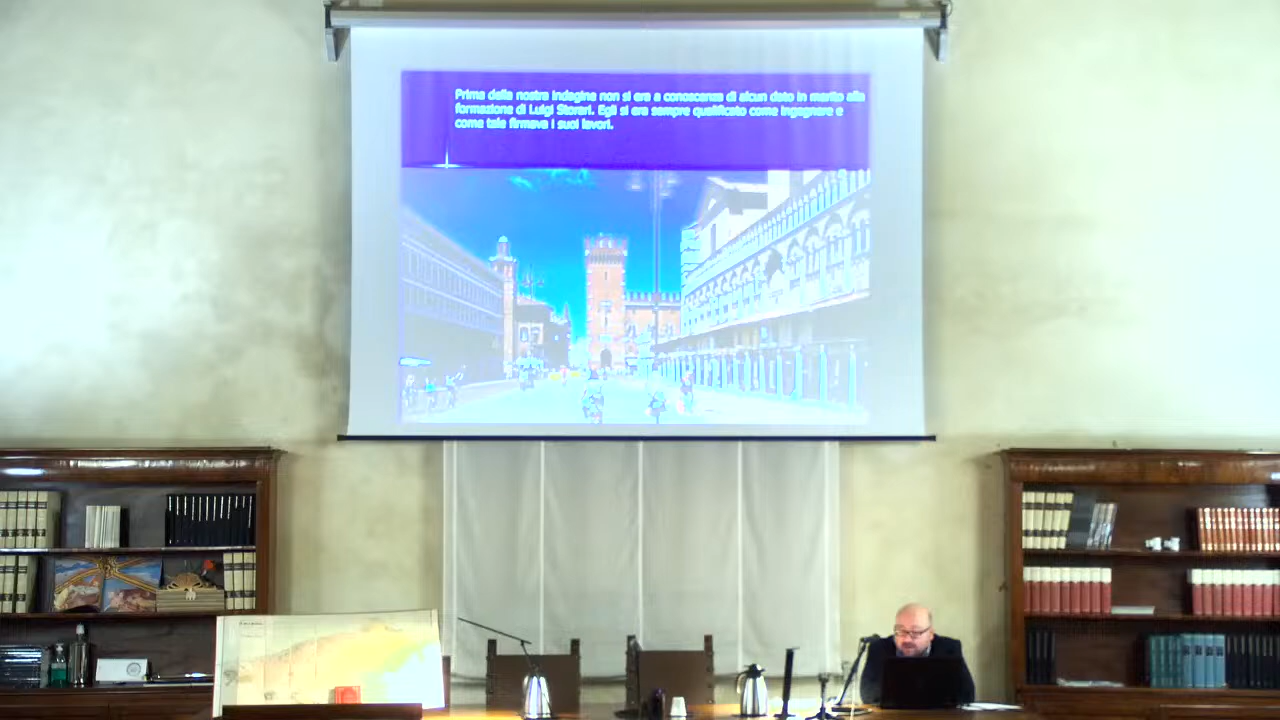 Prima della nostra indagine non si era a conoscenza di alcun dato in merito alla
formazione di Luigi Storari. Egli si era sempre qualificato come ingegnere e
come tale firmava i suoi lavori.